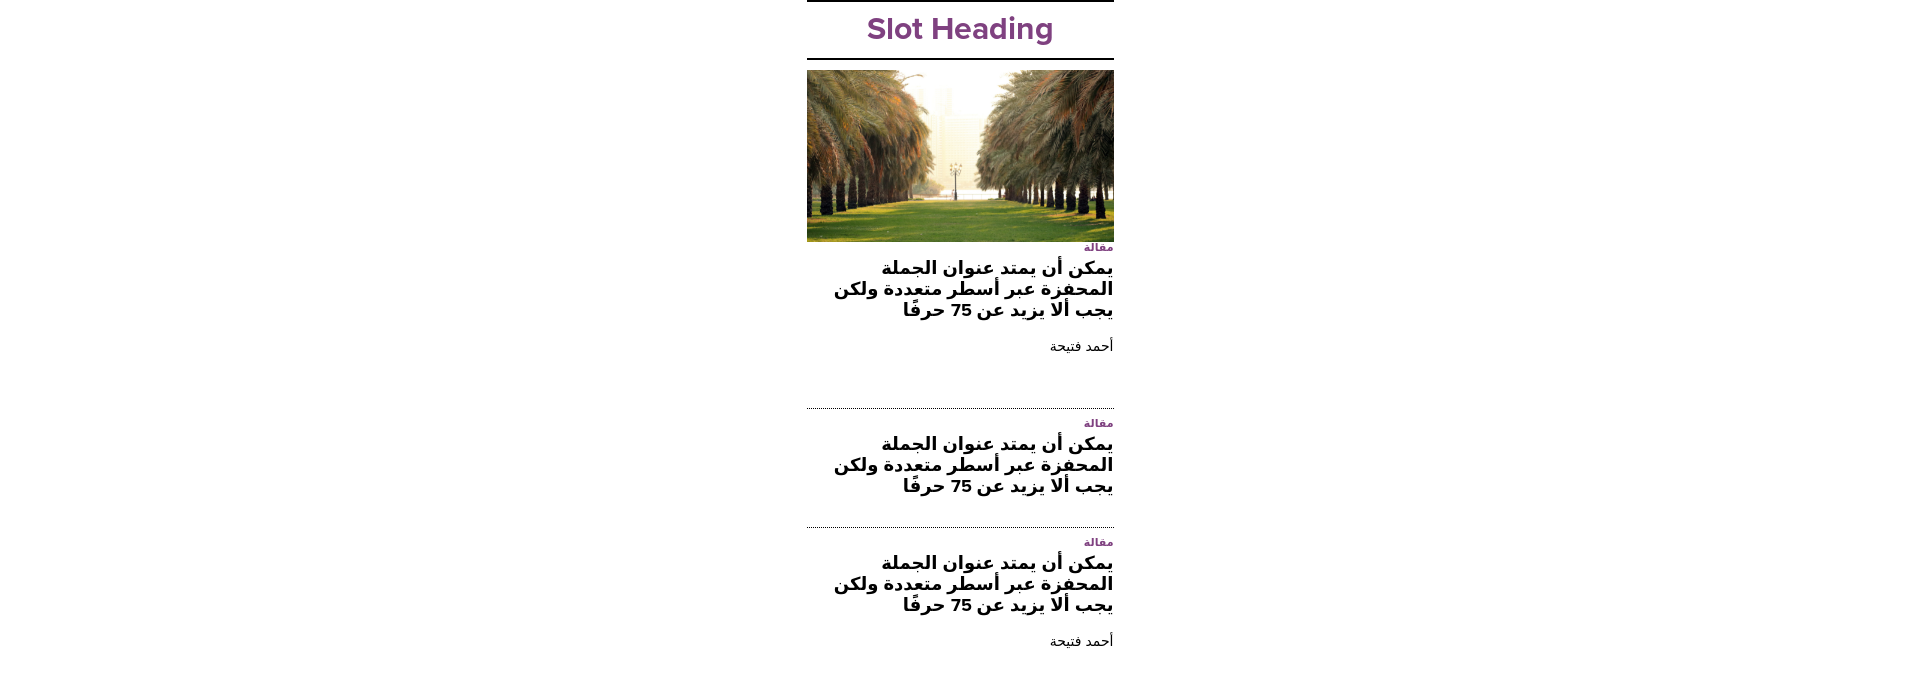 Slot Heading
مقالة
يمكن أن يمتد عنوان الجملة
المحفزة عبر أسطر متعددة ولكن
يجب ألا يزيد عن 75 حرفًا
أحمد فتيحة
مقالة
يمكن أن يمتد عنوان الجملة
المحفزة عبر أسطر متعددة ولكن
يجب ألا يزيد عن 75 حرفًا
مقالة
يمكن أن يمتد عنوان الجملة
المحفزة عبر أسطر متعددة ولكن
يجب ألا يزيد عن 75 حرفًا
أحمد فتيحة